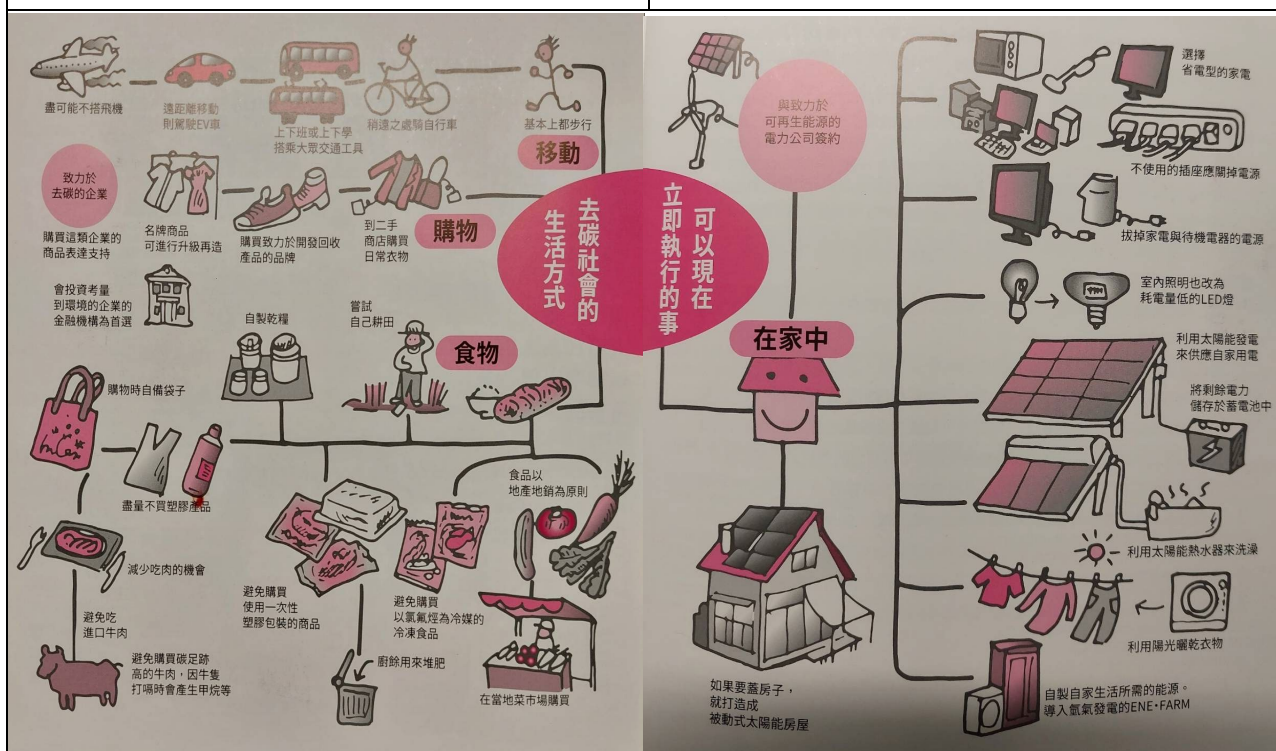 盡可能不搭飛機
遠距離移動
則駕駛EV車
上下班或上下學
搭乘大眾交通工具
稍遠之處騎自行車
基本上都步行
移動
致力於
去碳的企業
購買這類企業的
商品表達支持
名牌商品
可進行升級再造
購買致力於開發回收
產品的品牌
到二手
商店購買
日常衣物
購物
會投資考量
到環境的企業的
金融機構為首選
去碳社會的
生活方式
自製乾糧
嘗試
自己耕田
食物
購物時自備袋子
盡量不買塑膠產品
減少吃肉的機會
避免吃
進口牛肉
避免購買碳足跡
高的牛肉，因牛隻
打嗝時會產生甲烷等
避免購買
使用一次性
塑膠包裝的商品
廚餘用來堆肥
避免購買
以氯氟烴為冷媒的
冷凍食品
食品以
地產地銷為原則
在當地菜市場購買
可以現在
立即執行的事
與致力於
可再生能源的
電力公司簽約
在家中
如果要蓋房子，
就打造成
被動式太陽能房屋
選擇
省電型的家電
不使用的插座應關掉電源
拔掉家電與待機電器的電源
室內照明也改為
耗電量低的LED燈
利用太陽能發電
來供應自家用電
將剩餘電力
儲存於蓄電池中
利用太陽能熱水器來洗澡
利用陽光曬乾衣物
自製自家生活所需的能源。
導入氫氣發電的ENE·FARM